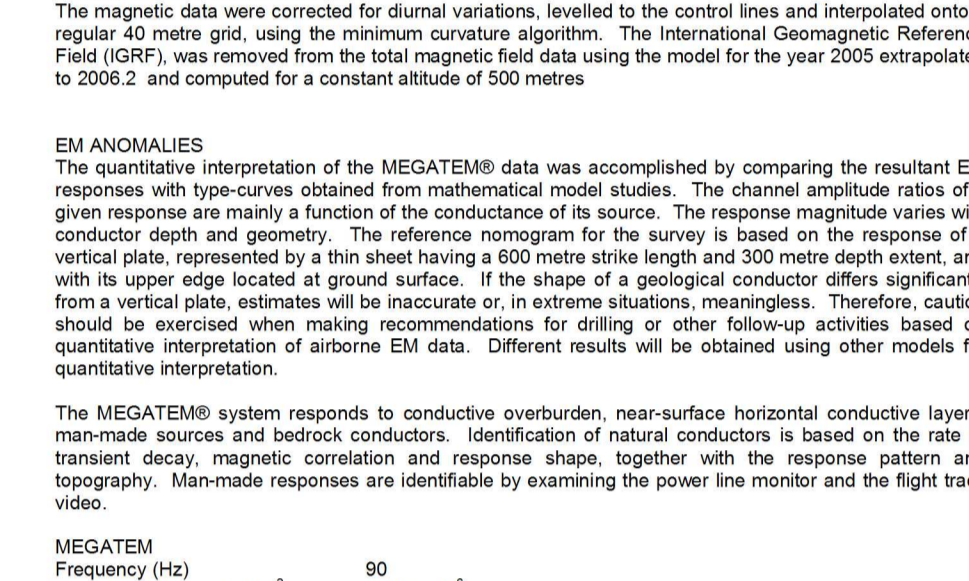 The magnetic data were corrected for diurnal variations, levelled to the control lines and interpolated onto
regular 40 metre grid, using the minimum curvature algorithm. The International Geomagnetic
Field (IGRF), was removed from the total magnetic field data using the model for the year 2005
to 2006.2 and computed for a constant altitude of 500 metres
EM ANOMALIES
The quantitative interpretation of the MEGATEM® data was accomplished by comparing the resultant
responses with type-curves obtained from mathematical model studies. The channel amplitude ratios of
given response are mainly a function of the conductance of its source. The response magnitude varies
conductor depth and geometry. The reference nomogram for the survey is based on the response of
vertical plate, represented by a thin sheet having a 600 metre strike length and 300 metre depth extent,
with its upper edge located at ground surface. If the shape of a geological conductor differs
from a vertical plate, estimates will be inaccurate or, in extreme situations, meaningless. Therefore,
should be exercised when making recommendations for drilling or other follow-up activities based
quantitative interpretation of airborne EM data. Different results will be obtained using other models
quantitative interpretation.
The MEGATEM® system responds to conductive overburden, near-surface horizontal conductive
man-made sources and bedrock conductors. Identification of natural conductors is based on the rate
transient decay, magnetic correlation and response shape, together with the response pattern
topography. Man-made responses are identifiable by examining the power line monitor and the flight
video.
MEGATEM
Frequency (Hz) 90